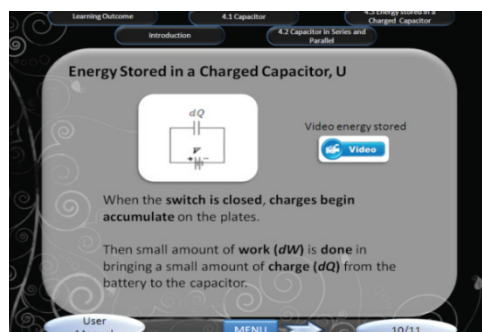 Learning Outcome
4.1 Capacitor
4.3 Energy stored in a
Charged Capacitor
Introduction
4.2 Capacitor in Series and
Parallel
Energy Stored in a Charged Capacitor, U
dQ
V
+ -
Video energy stored
Video
When the switch is closed, charges begin
accumulate on the plates.
Then small amount of work (dW) is done in
bringing a small amount of charge (dQ) from the
battery to the capacitor.
User
MENU
10/11